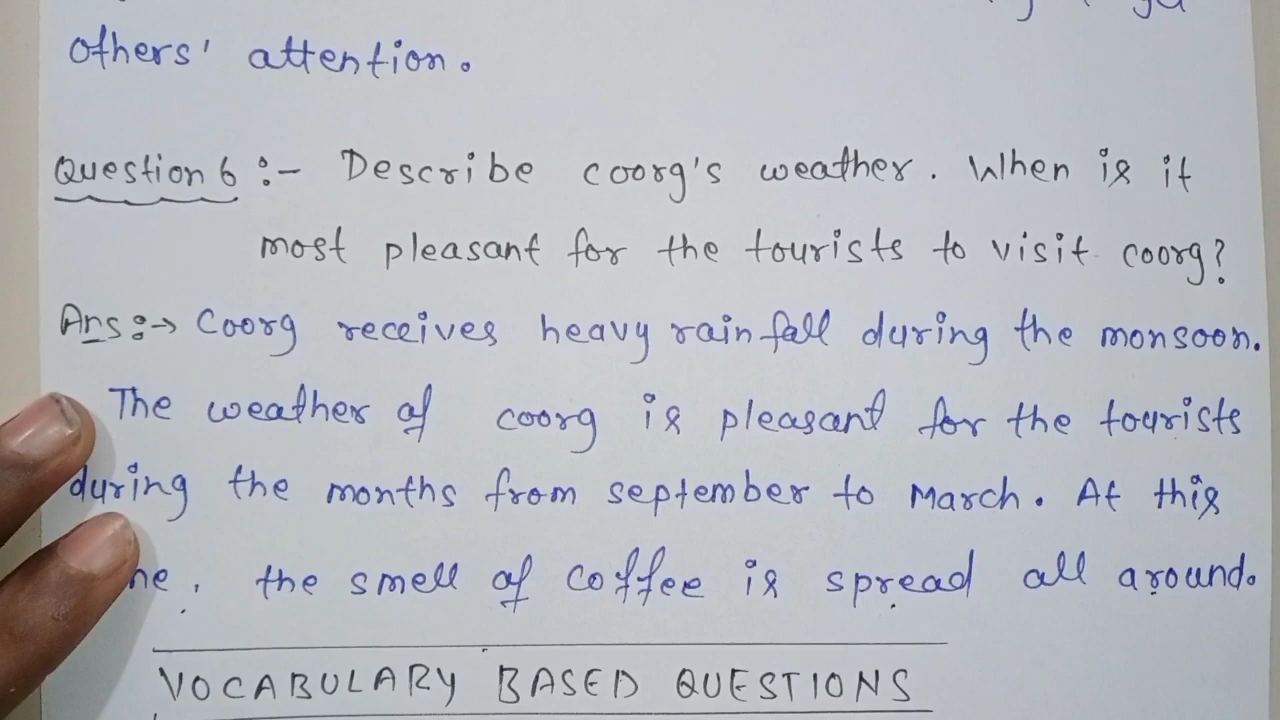 others' attention.
Question 6 :- Describe coorg's weather. When is it
most pleasant for the tourists to visit coorg?
Ans:→ Coorg receives heavy rainfall during the monsoon.
The weather of coorg is pleasant for the tourists
during the months from september to March. At this
the smell of coffee is spread all around.
VOCABULARY BASED QUESTIONS